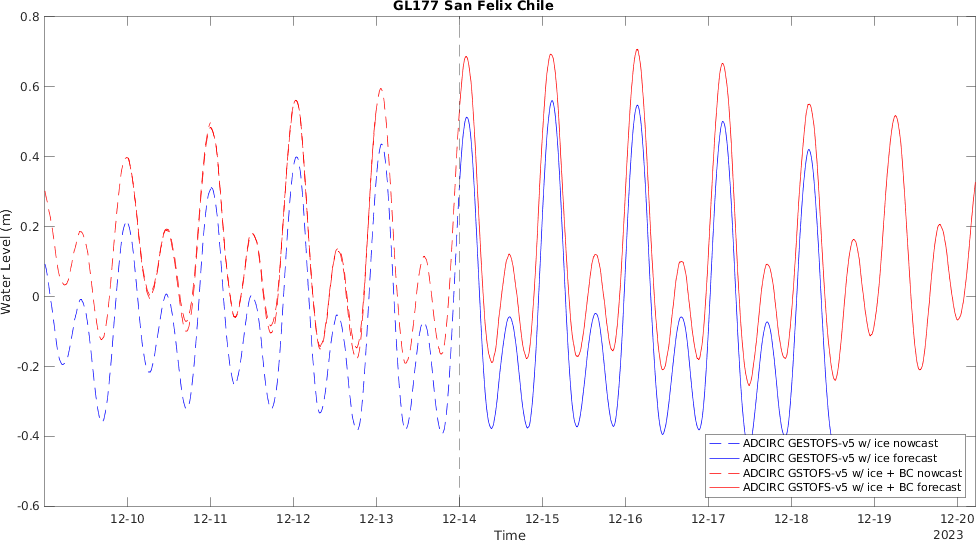 GL177 San Felix Chile
0.8
0.6
0.4
0.2
0
-0.2
-0.4
-0.6
Water Level (m)
ADCIRC GESTOFS-v5 w/ ice nowcast
ADCIRC GESTOFS-v5 w/ ice forecast
ADCIRC GSTOFS-v5 w/ ice + BC nowcast
ADCIRC GSTOFS-v5 w/ ice + BC forecast
12-10 12-11 12-12 12-13 12-14 12-15 12-16 12-17 12-18 12-19 12-20
Time
2023